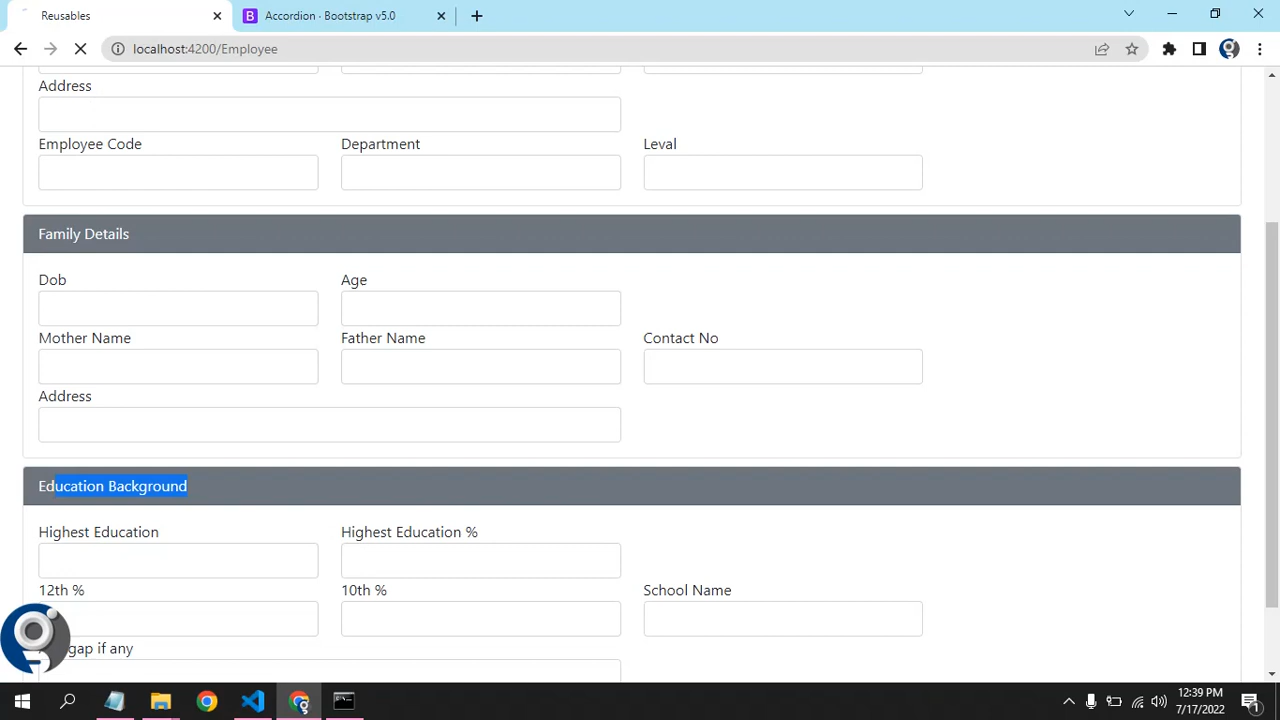 Reusables
B Accordion · Bootstrap v5.0
localhost:4200/Employee
Address
Employee Code Department Leval
Family Details
Dob Age
Mother Name Father Name Contact No
Address
Education Background
Highest Education Highest Education %
12th % 10th % School Name
gap if any
12:39 PM
7/17/2022
1